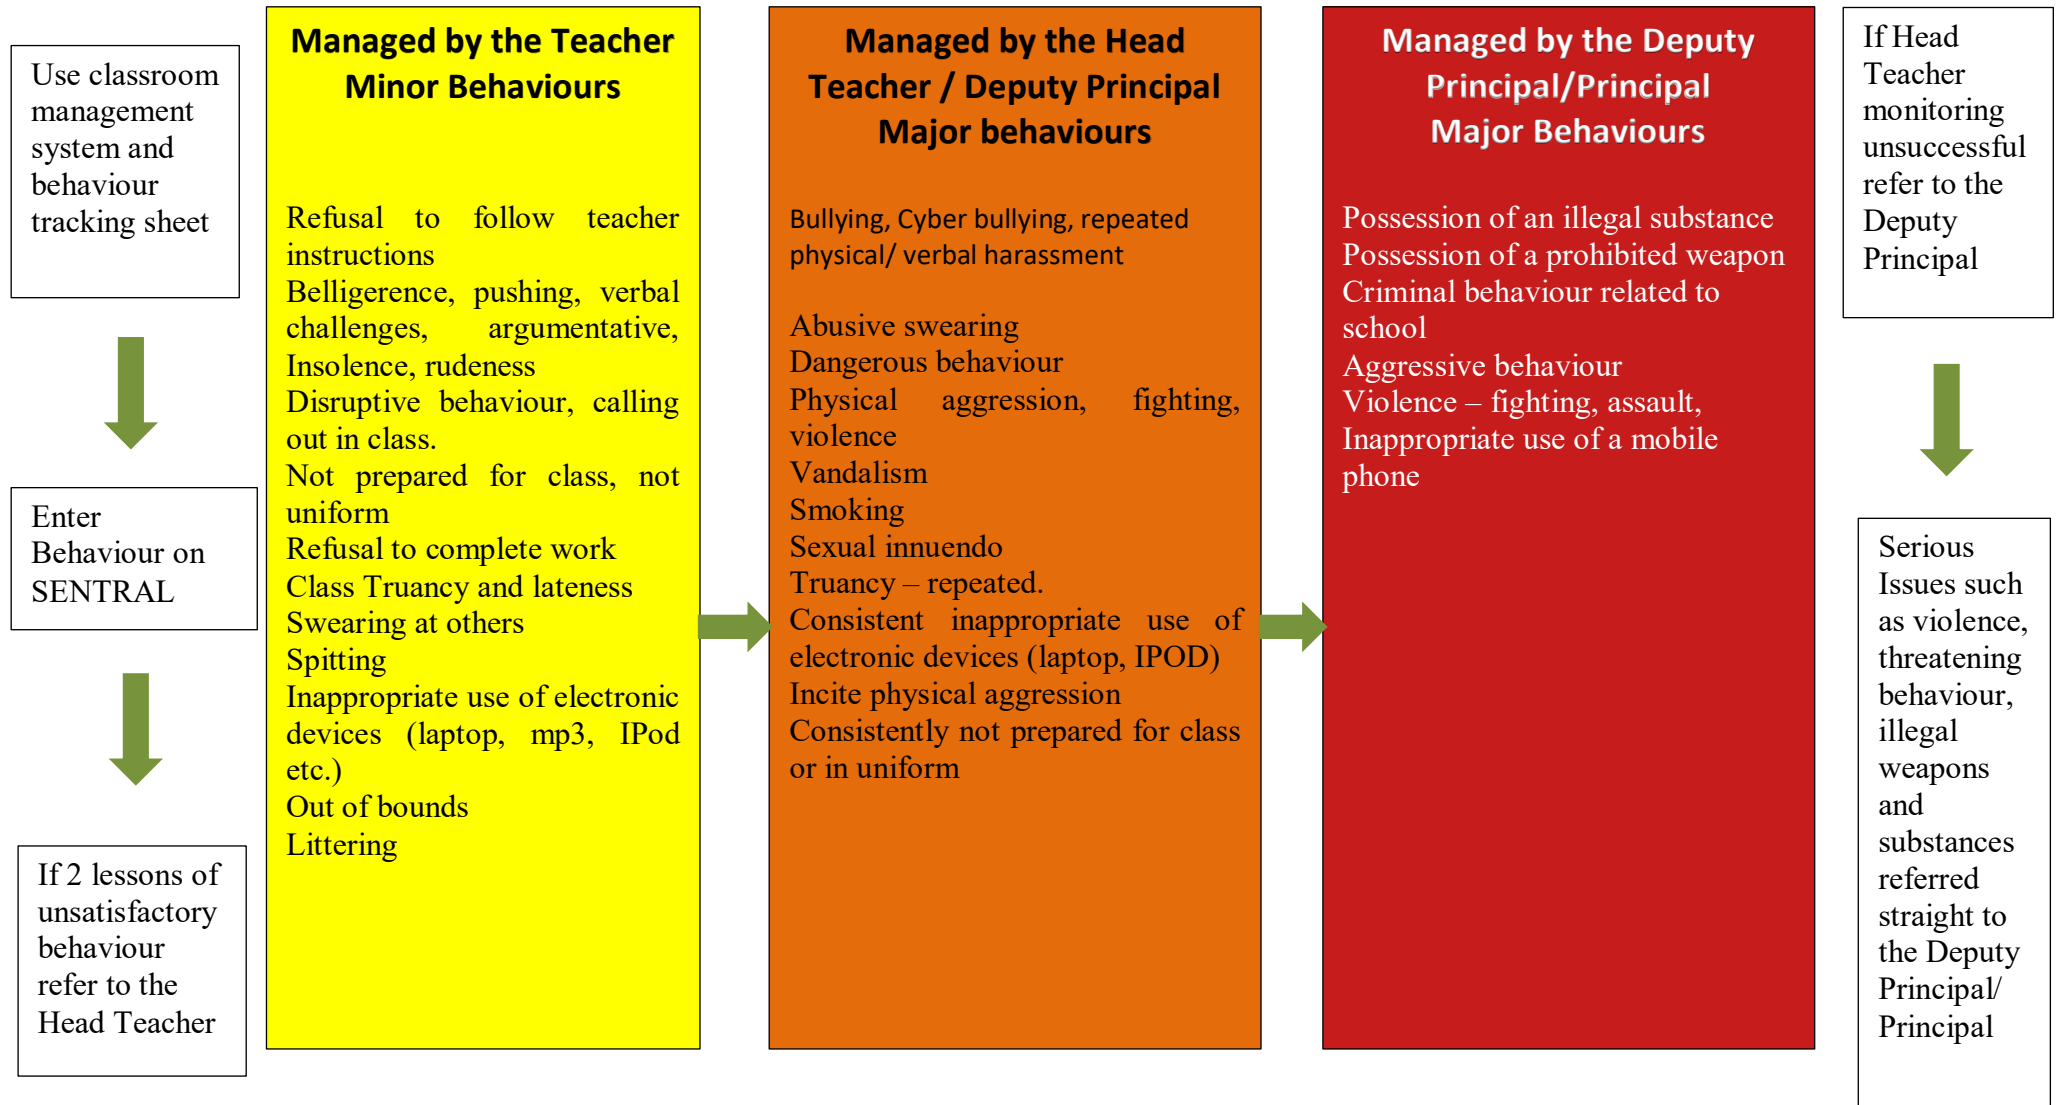 Use classroom
management
system and
behaviour
tracking sheet
Enter
Behaviour on
SENTRAL
If 2 lessons of
unsatisfactory
behaviour
refer to the
Head Teacher
Managed by the Teacher
Minor Behaviours
Refusal to follow teacher
instructions
Belligerence, pushing, verbal
challenges, argumentative,
Insolence, rudeness
Disruptive behaviour, calling
out in class.
Not prepared for class, not
uniform
Refusal to complete work
Class Truancy and lateness
Swearing at others
Spitting
Inappropriate use of electronic
devices (laptop, mp3, IPod
etc.)
Out of bounds
Littering
Managed by the Head
Teacher / Deputy Principal
Major behaviours
Bullying, Cyber bullying, repeated
physical/ verbal harassment
Abusive swearing
Dangerous behaviour
Physical aggression, fighting,
violence
Vandalism
Smoking
Sexual innuendo
Truancy – repeated.
Consistent inappropriate use of
electronic devices (laptop, IPOD)
Incite physical aggression
Consistently not prepared for class
or in uniform
Managed by the Deputy
Principal/Principal
Major Behaviours
Possession of an illegal substance
Possession of a prohibited weapon
Criminal behaviour related to
school
Aggressive behaviour
Violence – fighting, assault,
Inappropriate use of a mobile
phone
If Head
Teacher
monitoring
unsuccessful
refer to the
Deputy
Principal
Serious
Issues such
as violence,
threatening
behaviour,
illegal
weapons
and
substances
referred
straight to
the Deputy
Principal/
Principal